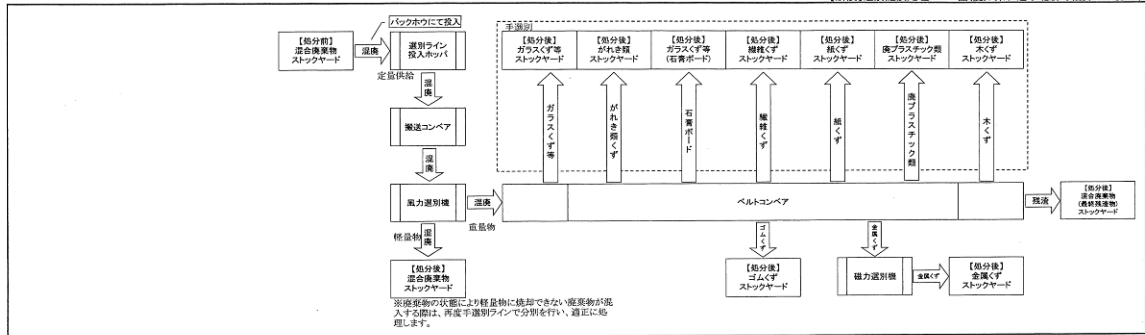 バックホウにて投入
【処分前】
混合廃棄物
ストックヤード
混廃
選別ライン
投入ホッパ
定量供給
混廃
搬送コンベア
混廃
風力選別機
混廃
重量物
軽量物
混廃
【処分後】
混合廃棄物
ストックヤード
※廃棄物の状態により軽量物に焼却できない廃棄物が混
入する際は、再度手選別ラインで分別を行い、適正に処
理します。
手選別
【処分後】
ガラスくず等
ストックヤード
【処分後】
がれき類
ストックヤード
【処分後】
ガラスくず等
(石膏ボード)
【処分後】
繊維くず
ストックヤード
【処分後】
紙くず
ストックヤード
【処分後】
廃プラスチック類
ストックヤード
【処分後】
木くず
ストックヤード
ガラスくず等
がれき類くず
石膏ボード
繊維くず
紙くず
廃プラスチック類
木くず
ベルトコンベア
残渣
【処分後】
混合廃棄物
(最終残渣物)
ストックヤード
ゴムくず
【処分後】
ゴムくず
ストックヤード
金属くず
磁力選別機
金属くず
【処分後】
金属くず
ストックヤード